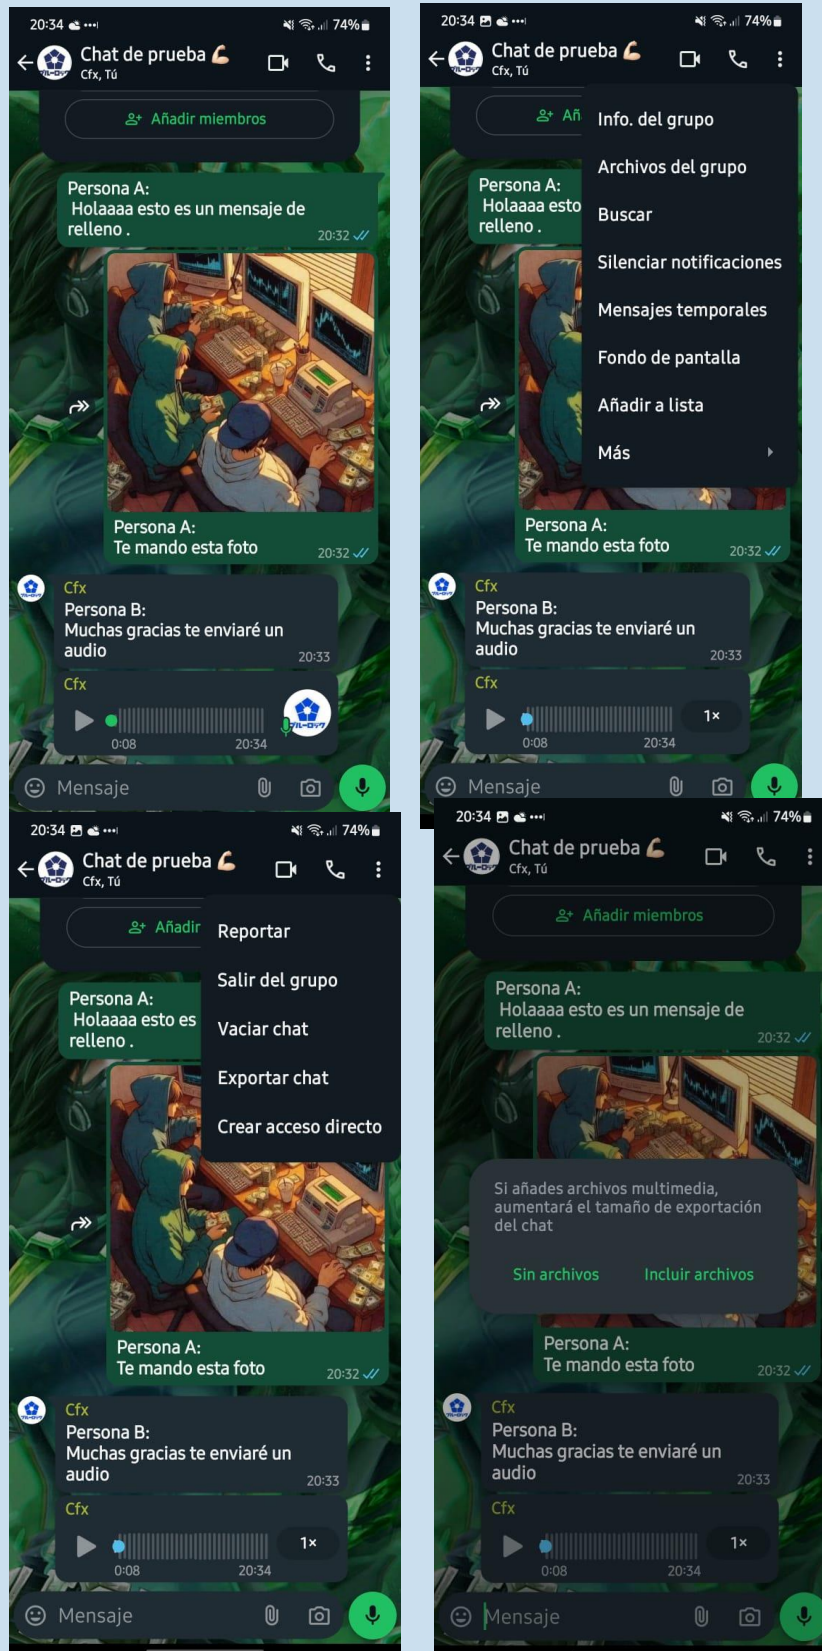 20:34
74%
Chat de prueba
Cfx, Tú
Añadir miembros
Persona A:
Holaaaa esto es un mensaje de
relleno .
20:32
Persona A:
Te mando esta foto
20:32
Cfx
Persona B:
Muchas gracias te enviaré un
audio
20:33
Cfx
0:08
20:34
ブルーロック
Mensaje
20:34
74%
Chat de prueba
Cfx, Tú
Añ
Info. del grupo
Archivos del grupo
Buscar
Silenciar notificaciones
Mensajes temporales
Fondo de pantalla
Añadir a lista
Más
Persona A:
Holaaaa esto
relleno .
Persona A:
Te mando esta foto
20:32
Cfx
Persona B:
Muchas gracias te enviaré un
audio
20:33
Cfx
1×
0:08
20:34
Mensaje
20:34
74%
Chat de prueba
Cfx, Tú
Añadir
Reportar
Salir del grupo
Vaciar chat
Exportar chat
Crear acceso directo
Persona A:
Holaaaa esto es
relleno .
Persona A:
Te mando esta foto
20:32
Cfx
Persona B:
Muchas gracias te enviaré un
audio
20:33
Cfx
1×
0:08
20:34
Mensaje
20:34
74%
Chat de prueba
Cfx, Tú
Añadir miembros
Persona A:
Holaaaa esto es un mensaje de
relleno .
20:32
Si añades archivos multimedia,
aumentará el tamaño de exportación
del chat
Sin archivos
Incluir archivos
Persona A:
Te mando esta foto
20:32
Cfx
Persona B:
Muchas gracias te enviaré un
audio
20:33
Cfx
1×
0:08
20:34
Mensaje